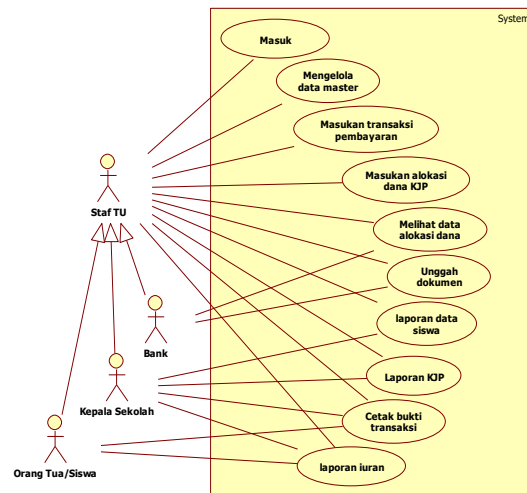 System
Masuk
Mengelola
data master
Masukan transaksi
pembayaran
Masukan alokasi
dana KJP
Staf TU
Melihat data
alokasi dana
Unggah
dokumen
laporan data
siswa
Bank
Laporan KJP
Kepala Sekolah
Cetak bukti
transaksi
laporan iuran
Orang Tua/Siswa